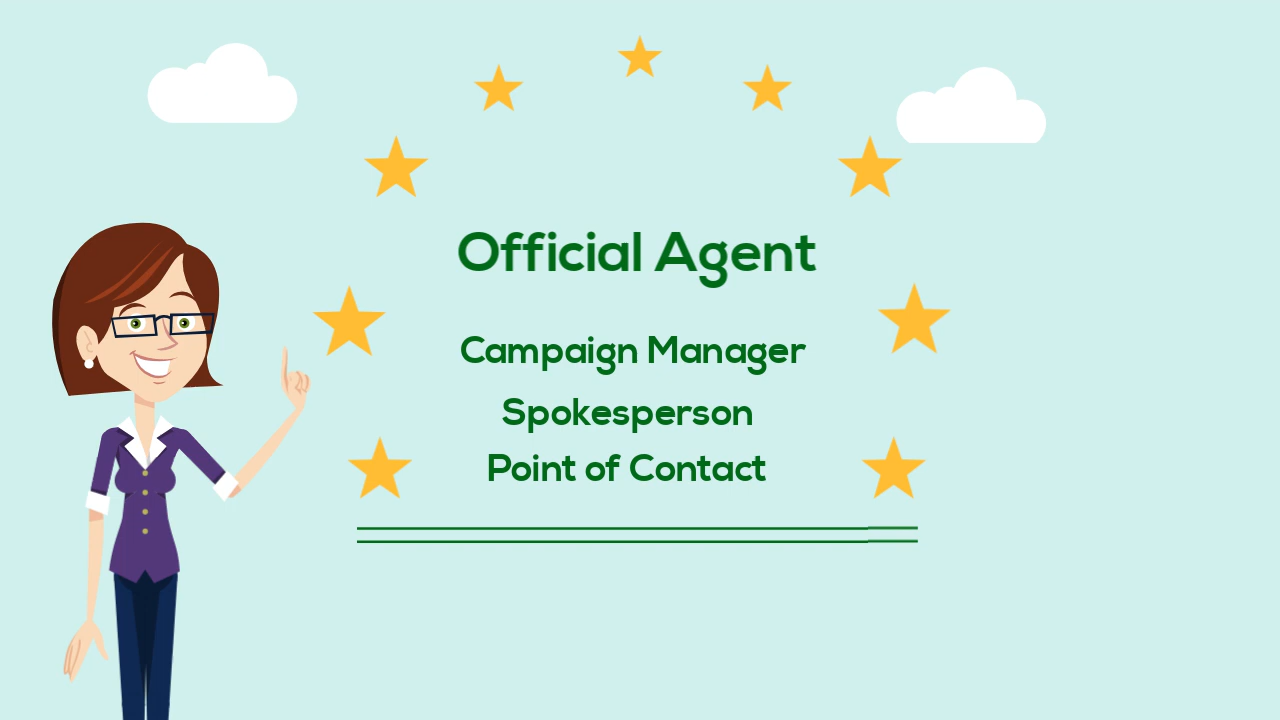 Official Agent
Campaign Manager
Spokesperson
Point of Contact